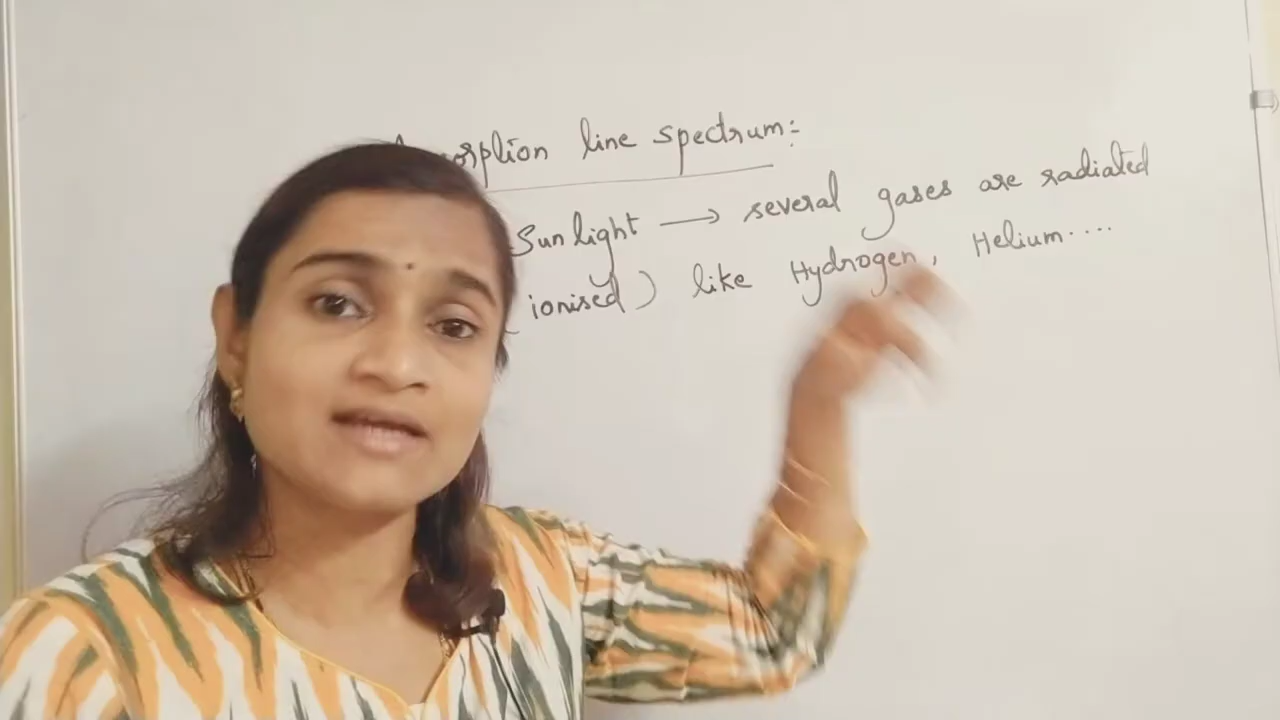 line spectrum:
Sunlight → several gases are radiated
(ionised) like Hydrogen, Helium....